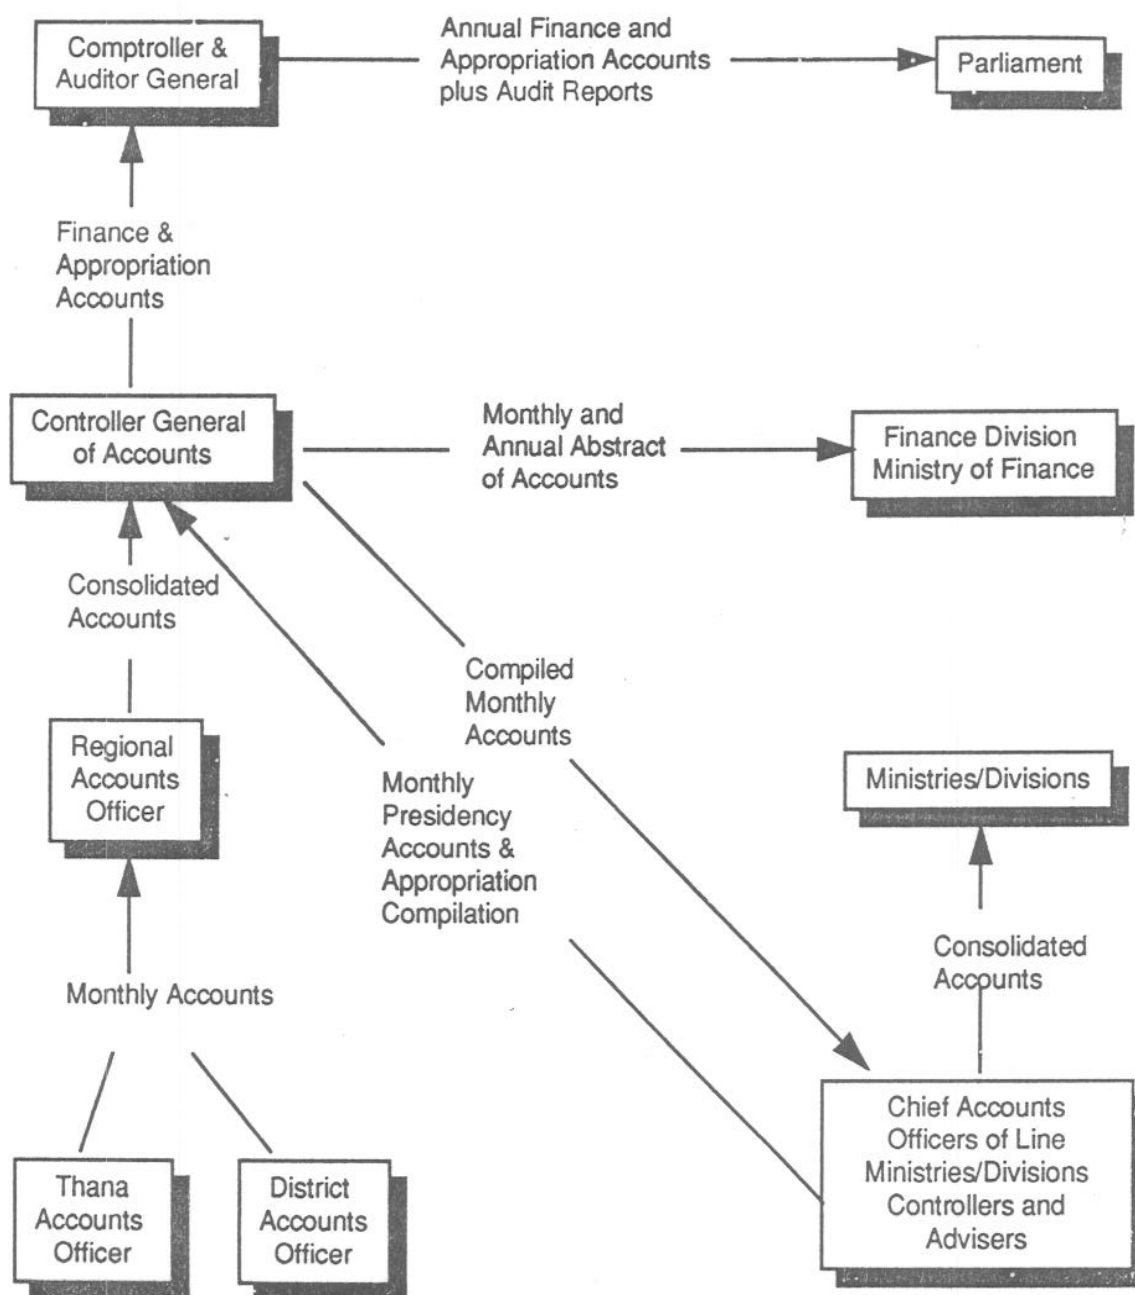 Comptroller &
Auditor General
Annual Finance and
Appropriation Accounts
plus Audit Reports
Parliament
Finance &
Appropriation
Accounts
Controller General
of Accounts
Monthly and
Annual Abstract
of Accounts
Finance Division
Ministry of Finance
Consolidated
Accounts
Compiled
Monthly
Accounts
Regional
Accounts
Officer
Monthly
Presidency
Accounts &
Appropriation
Compilation
Ministries/Divisions
Consolidated
Accounts
Monthly Accounts
Thana
Accounts
Officer
District
Accounts
Officer
Chief Accounts
Officers of Line
Ministries/Divisions
Controllers and
Advisers